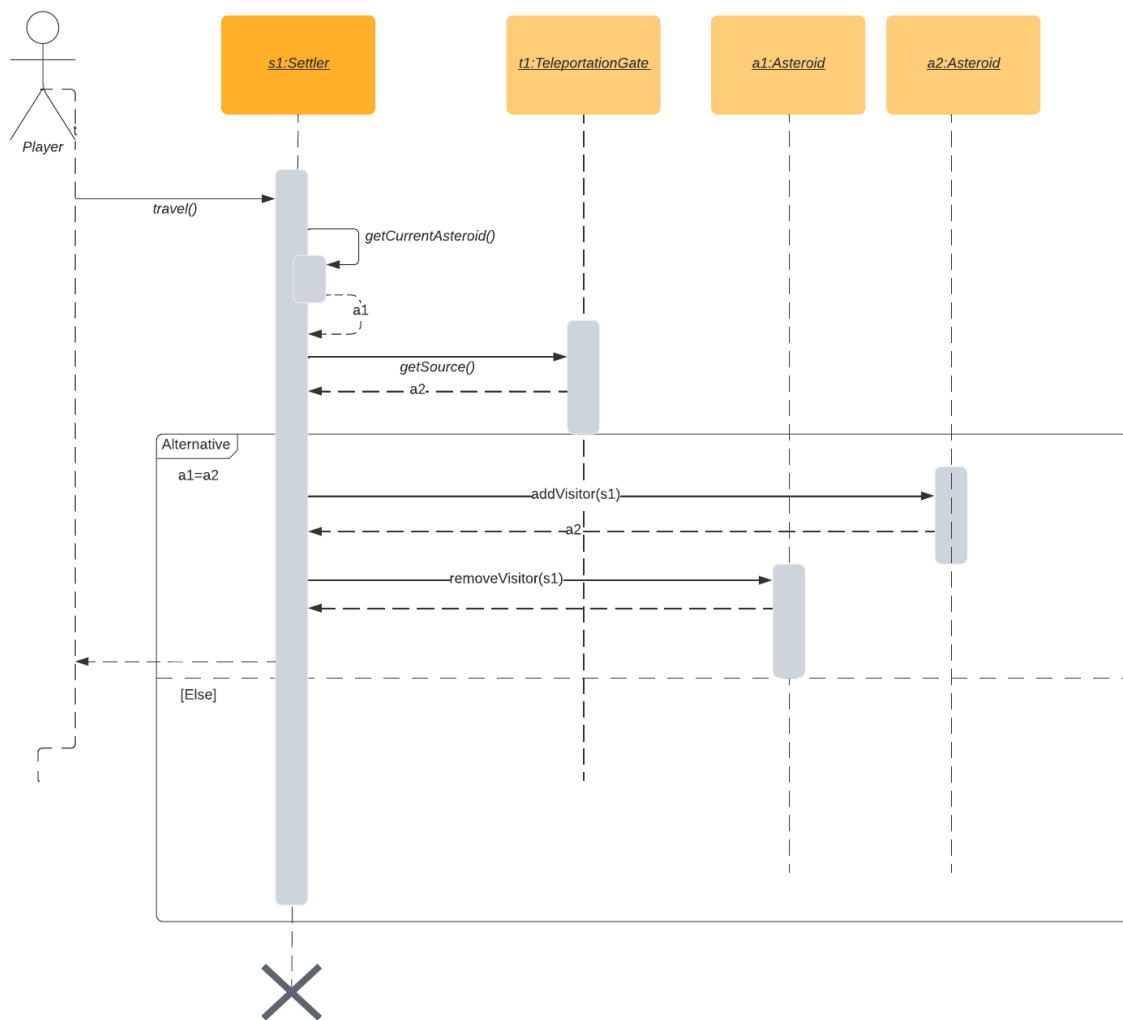 s1:Settler
t1:TeleportationGate
a1:Asteroid
a2:Asteroid
Player
travel()
getCurrentAsteroid()
a1
getSource()
a2
Alternative
a1=a2
addVisitor(s1)
a2
removeVisitor(s1)
[Else]